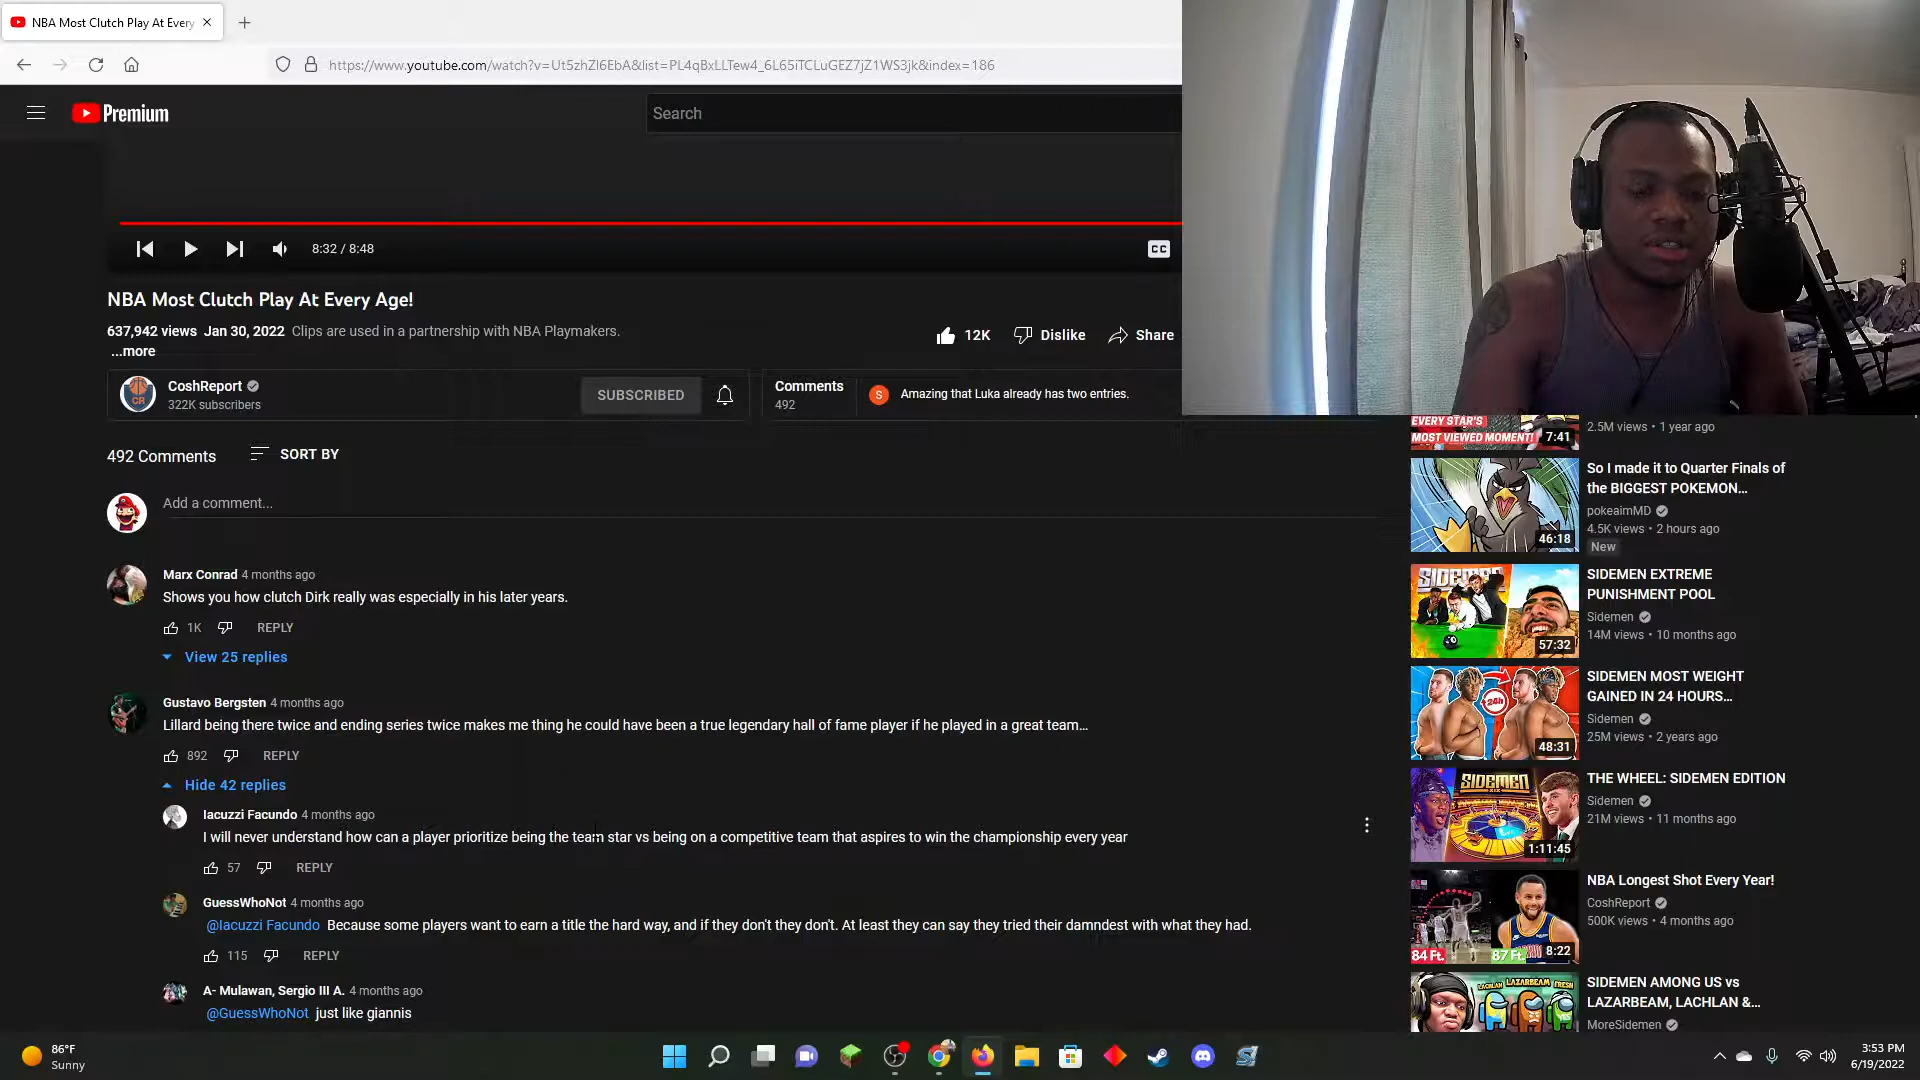 NBA Most Clutch Play At Every
https://www.youtube.com/watch?v=Ut5zhZl6EbA&list=PL4qBxLLTew4_6L65iTCLuGEZ7jZ1WS3jk&index=186
Premium
Search
8:32 / 8:48
CC
NBA Most Clutch Play At Every Age!
637,942 views Jan 30, 2022 Clips are used in a partnership with NBA Playmakers.
...more
12K
Dislike
Share
CR
CoshReport
322K subscribers
SUBSCRIBED
Comments
492
S
Amazing that Luka already has two entries.
492 Comments
SORT BY
Add a comment...
Marx Conrad 4 months ago
Shows you how clutch Dirk really was especially in his later years.
1K
REPLY
View 25 replies
Gustavo Bergsten 4 months ago
Lillard being there twice and ending series twice makes me thing he could have been a true legendary hall of fame player if he played in a great team...
892
REPLY
Hide 42 replies
Iacuzzi Facundo 4 months ago
I will never understand how can a player prioritize being the team star vs being on a competitive team that aspires to win the championship every year
57
REPLY
GuessWhoNot 4 months ago
@Iacuzzi Facundo Because some players want to earn a title the hard way, and if they don't they don't. At least they can say they tried their damndest with what they had.
115
REPLY
A- Mulawan, Sergio III A. 4 months ago
@GuessWhoNot just like giannis
EVERY STAR'S
MOST VIEWED MOMENT!
7:41
2.5M views • 1 year ago
46:18
So I made it to Quarter Finals of
the BIGGEST POKEMON...
pokeaimMD
4.5K views • 2 hours ago
New
SIDEMEN
57:32
SIDEMEN EXTREME
PUNISHMENT POOL
Sidemen
14M views • 10 months ago
24h
48:31
SIDEMEN MOST WEIGHT
GAINED IN 24 HOURS...
Sidemen
25M views • 2 years ago
SIDEMEN
1:11:45
THE WHEEL: SIDEMEN EDITION
Sidemen
21M views • 11 months ago
84 Ft.
87 Ft.
8:22
NBA Longest Shot Every Year!
CoshReport
500K views • 4 months ago
LACHLAN LAZARBEAM FRESH
SIDEMEN AMONG US vs
LAZARBEAM, LACHLAN &...
MoreSidemen
86°F
Sunny
3:53 PM
6/19/2022